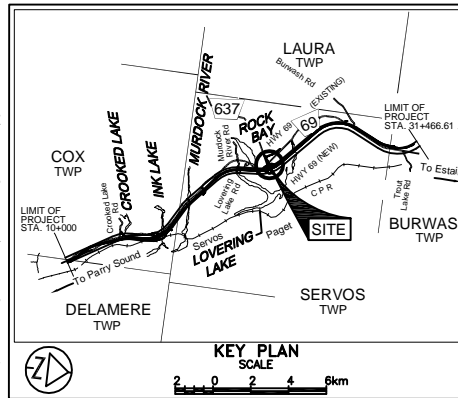 LAURA
TWP
Burwash Rd
MURDOCK RIVER
637
ROCK
BAY
HWY 69 (EXISTING)
69
LIMIT OF
PROJECT
STA. 31+466.61
COX
TWP
CROOKED LAKE
INK LAKE
Murdock
River Rd
HWY 69 (NEW)
To Estai
Crooked Lake
Rd
Lovering
Lake Rd
CPR
Trout
Lake Rd
LIMIT OF
PROJECT
STA. 10+000
SITE
BURWAS
TWP
To Parry Sound
Servos
LOVERING
LAKE
Paget
DELAMERE
TWP
SERVOS
TWP
Z
KEY PLAN
SCALE
2 0 2 4 6km